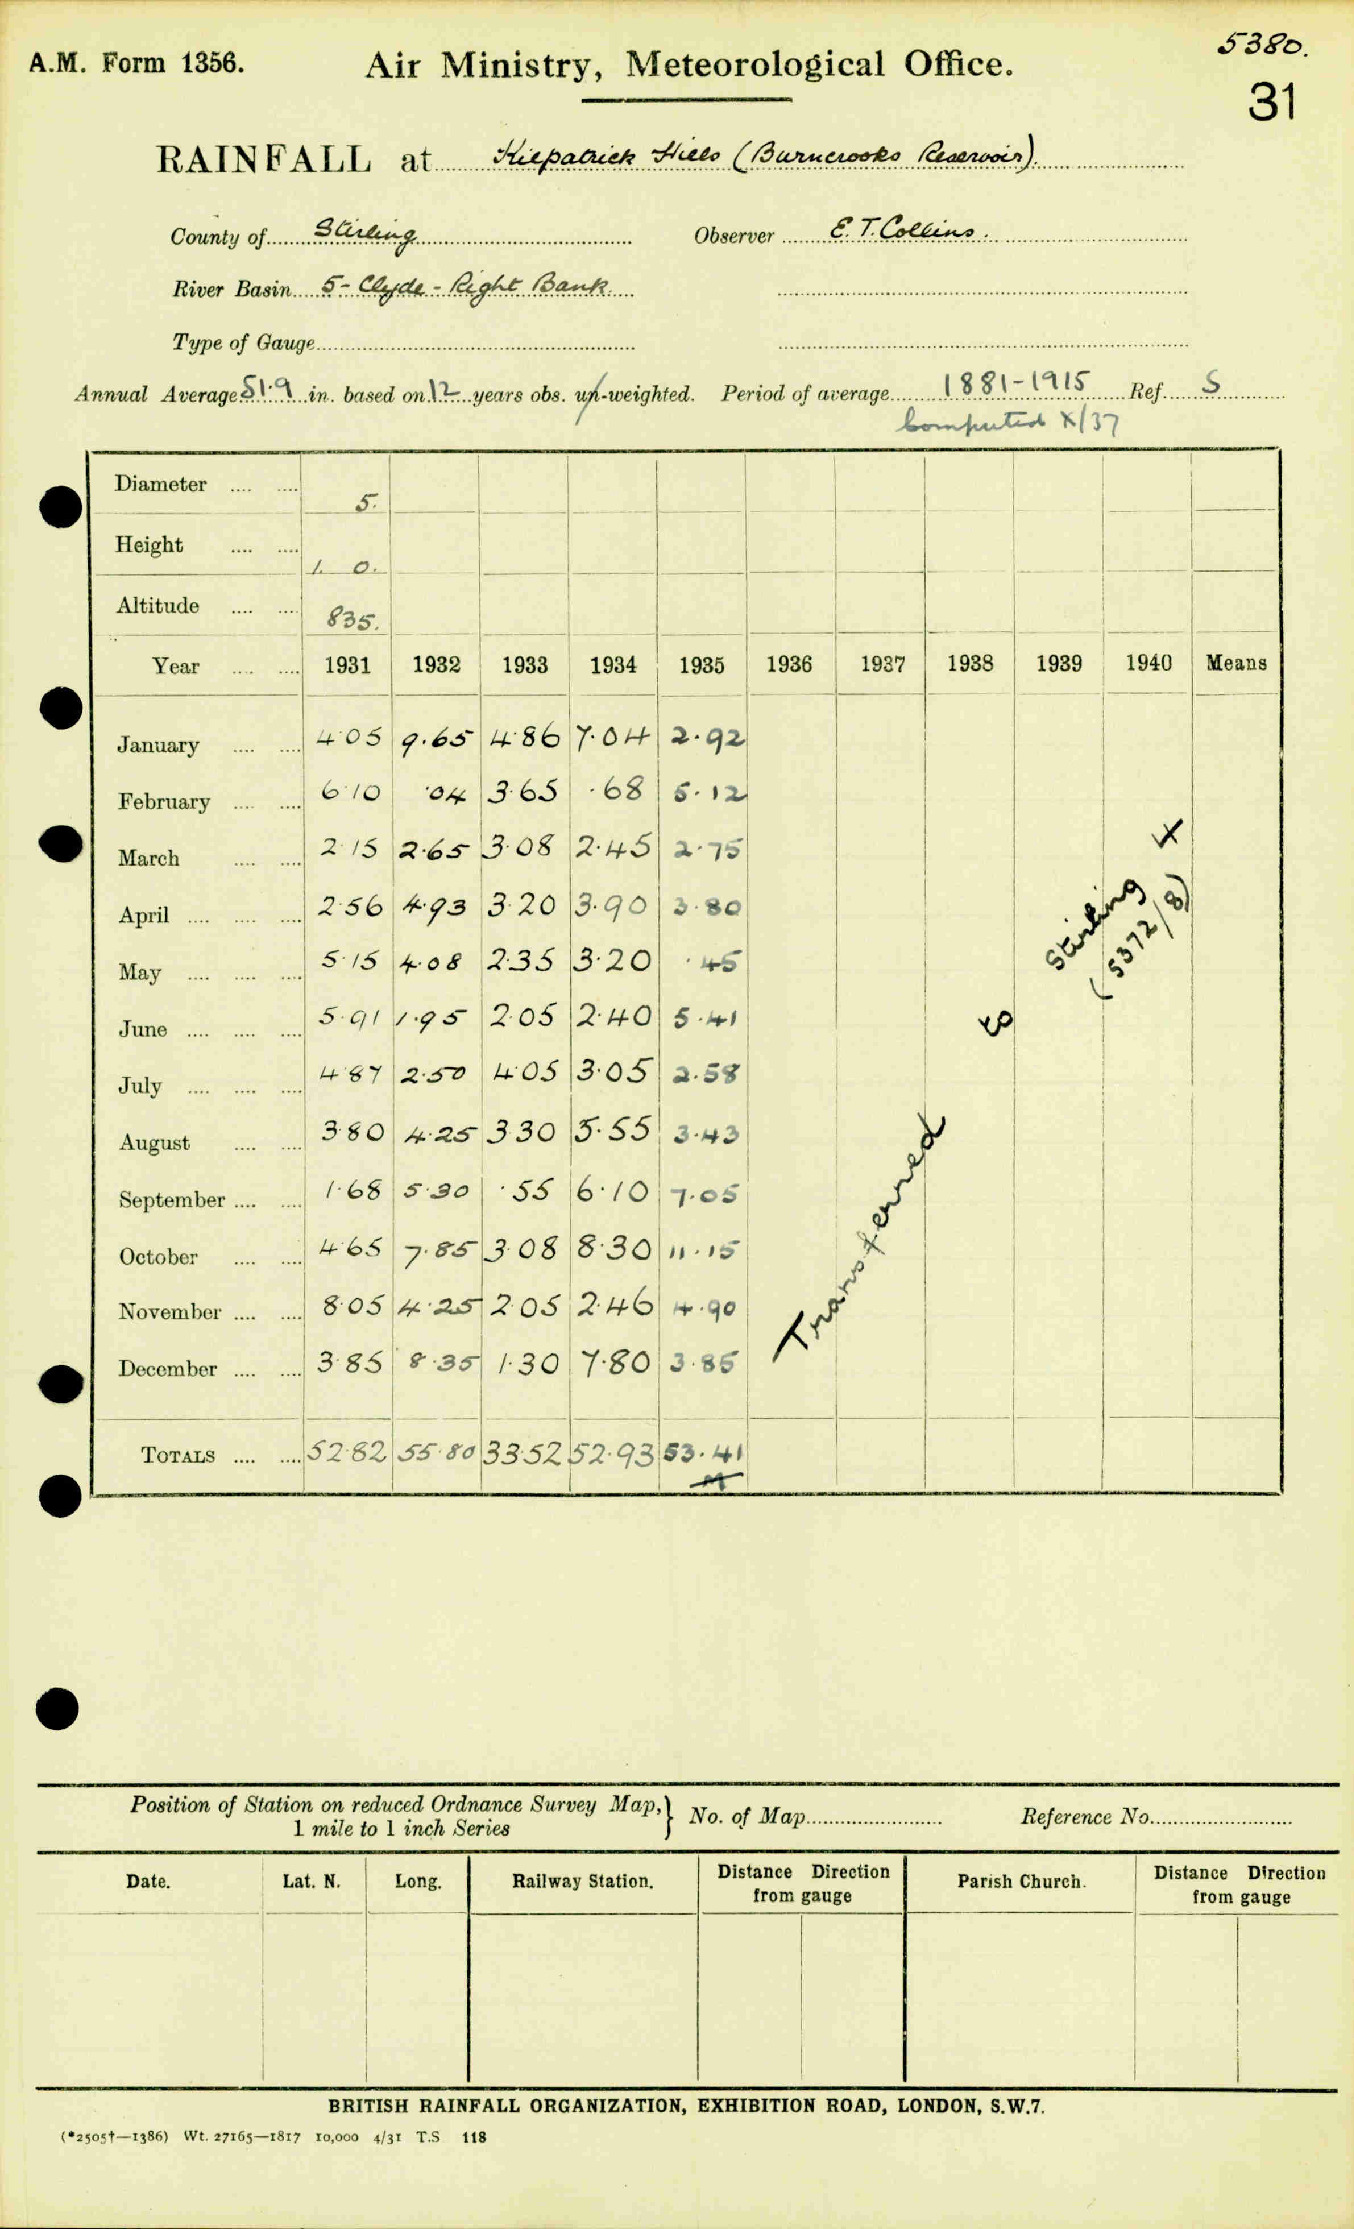 5380.
A.M. Form 1356. Air Ministry, Meteorological Office.
31
RAINFALL at Kilpatrick Hills (Burncrooks Reservoir).
County of Stirling Observer E. T. Collins.
River Basin 5 - Clyde - Right Bank
Type of Gauge
Annual Average 51.9 in. based on 12 years obs. un-weighted. Period of average 1881-1915 Ref. S
Computed X/37
Diameter 5.
Height 1. 0.
Altitude 835.
Year 1931 1932 1933 1934 1935 1936 1937 1938 1939 1940 Means
January 4.05 9.65 4.86 7.04 2.92
February 6.10 .04 3.65 .68 5.12
March 2.15 2.65 3.08 2.45 2.75
April 2.56 4.93 3.20 3.90 3.80
May 5.15 4.08 2.35 3.20 .45
June 5.91 1.95 2.05 2.40 5.41
July 4.87 2.50 4.05 3.05 2.58
August 3.80 4.25 3.30 5.55 3.43
September 1.68 5.30 .55 6.10 7.05
October 4.65 7.85 3.08 8.30 11.15
November 8.05 4.25 2.05 2.46 4.90
December 3.85 8.35 1.30 7.80 3.85
TOTALS 52.82 55.80 33.52 52.93 53.41
Transferred to Stirling 4
(5372/8)
Position of Station on reduced Ordnance Survey Map, } No. of Map Reference No.
1 mile to 1 inch Series
Date. Lat. N. Long. Railway Station. Distance Direction from gauge Parish Church. Distance Direction from gauge
BRITISH RAINFALL ORGANIZATION, EXHIBITION ROAD, LONDON, S.W.7.
(*2505†—1386) Wt. 27165—1817 10,000 4/31 T.S. 118